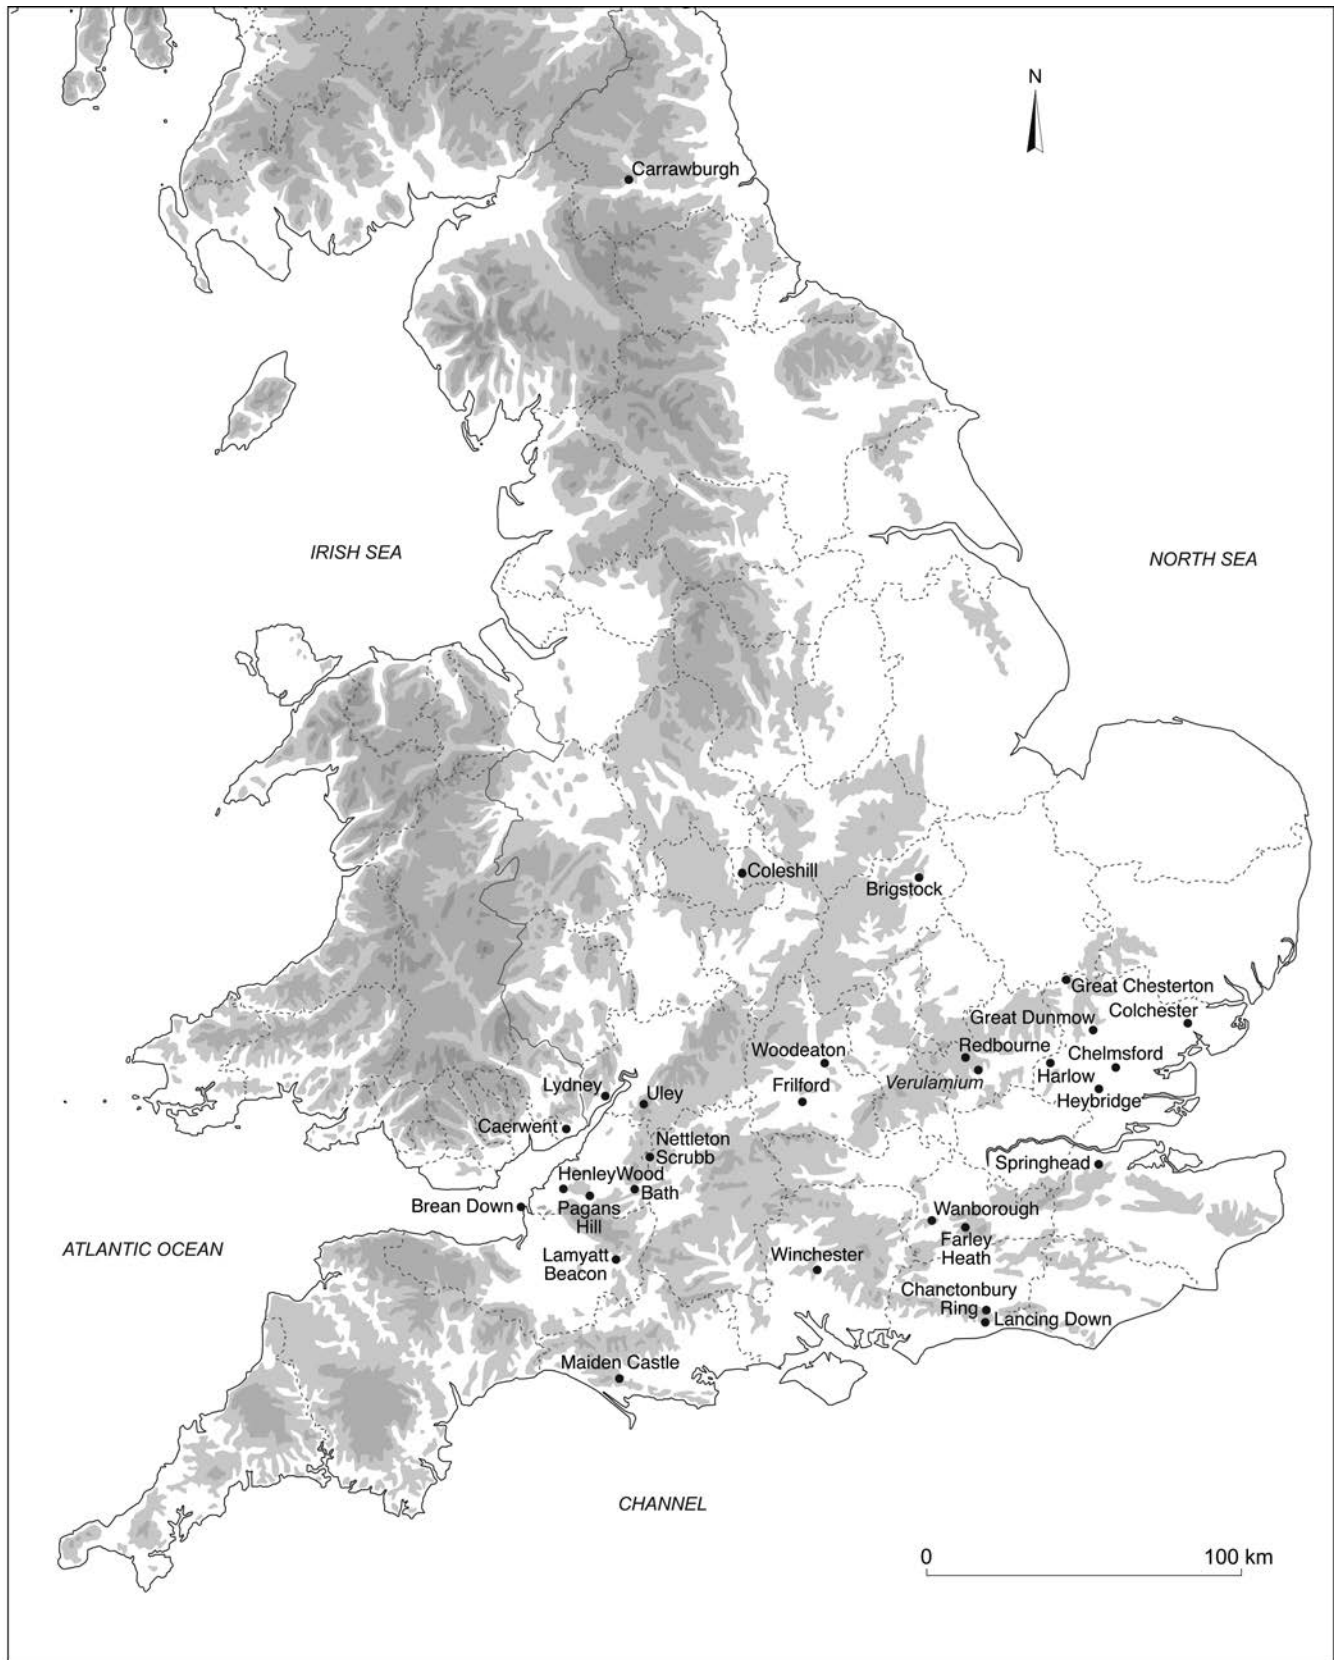 N
Carrawburgh
IRISH SEA
NORTH SEA
Coleshill
Brigstock
Great Chesterton
Great Dunmow
Colchester
Woodeaton
Redbourne
Chelmsford
Verulamium
Harlow
Lydney
Uley
Frilford
Heybridge
Caerwent
Nettleton
Scrubb
Springhead
HenleyWood
Bath
Brean Down
Pagans
Hill
Wanborough
Farley
Heath
ATLANTIC OCEAN
Lamyatt
Beacon
Winchester
Chanctonbury
Ring
Lancing Down
Maiden Castle
CHANNEL
0
100 km